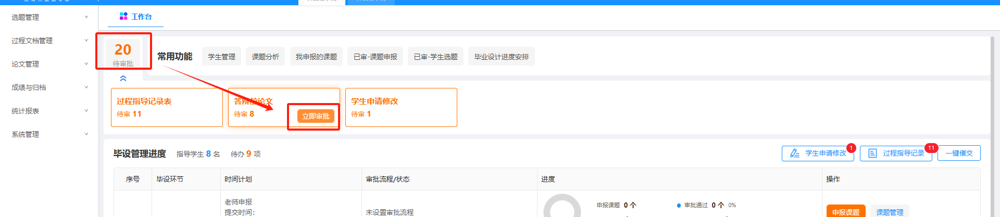 选题管理
过程文档管理
论文管理
成绩与归档
统计报表
系统管理
工作台
20
待审批
常用功能
学生管理
课题分析
我申报的课题
已审-课题申报
已审-学生选题
毕业设计进度安排
过程指导记录表
待审 11
答辩前论文
待审 8
立即审批
学生申请修改
待审 1
毕设管理进度
指导学生 8 名
待办 9 项
学生申请修改
1
过程指导记录
11
一键催交
序号
毕设环节
时间计划
审批流程/状态
进度
操作
老师申报
提交时间:
未设置审批流程
申报课题 0 个
审批通过 0 个 0%
申报课题
课题管理